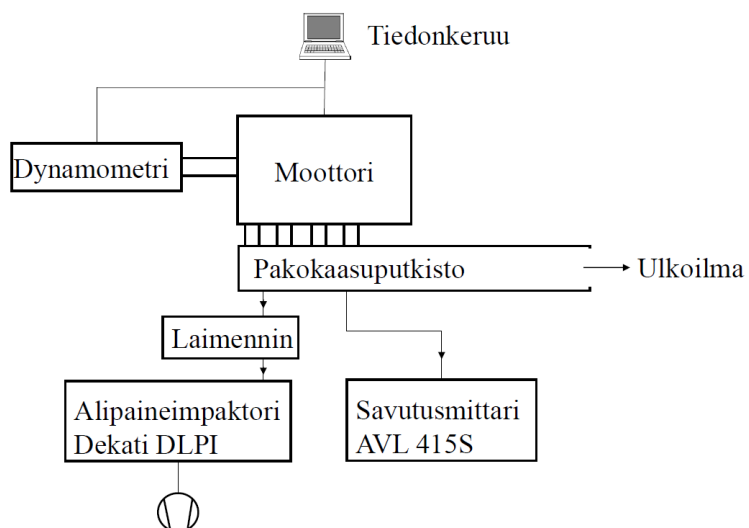 Tiedonkeruu
Dynamometri
Moottori
Pakokaasuputkisto
Ulkoilma
Laimennin
Alipaineimpaktori
Dekati DLPI
Savutusmittari
AVL 415S